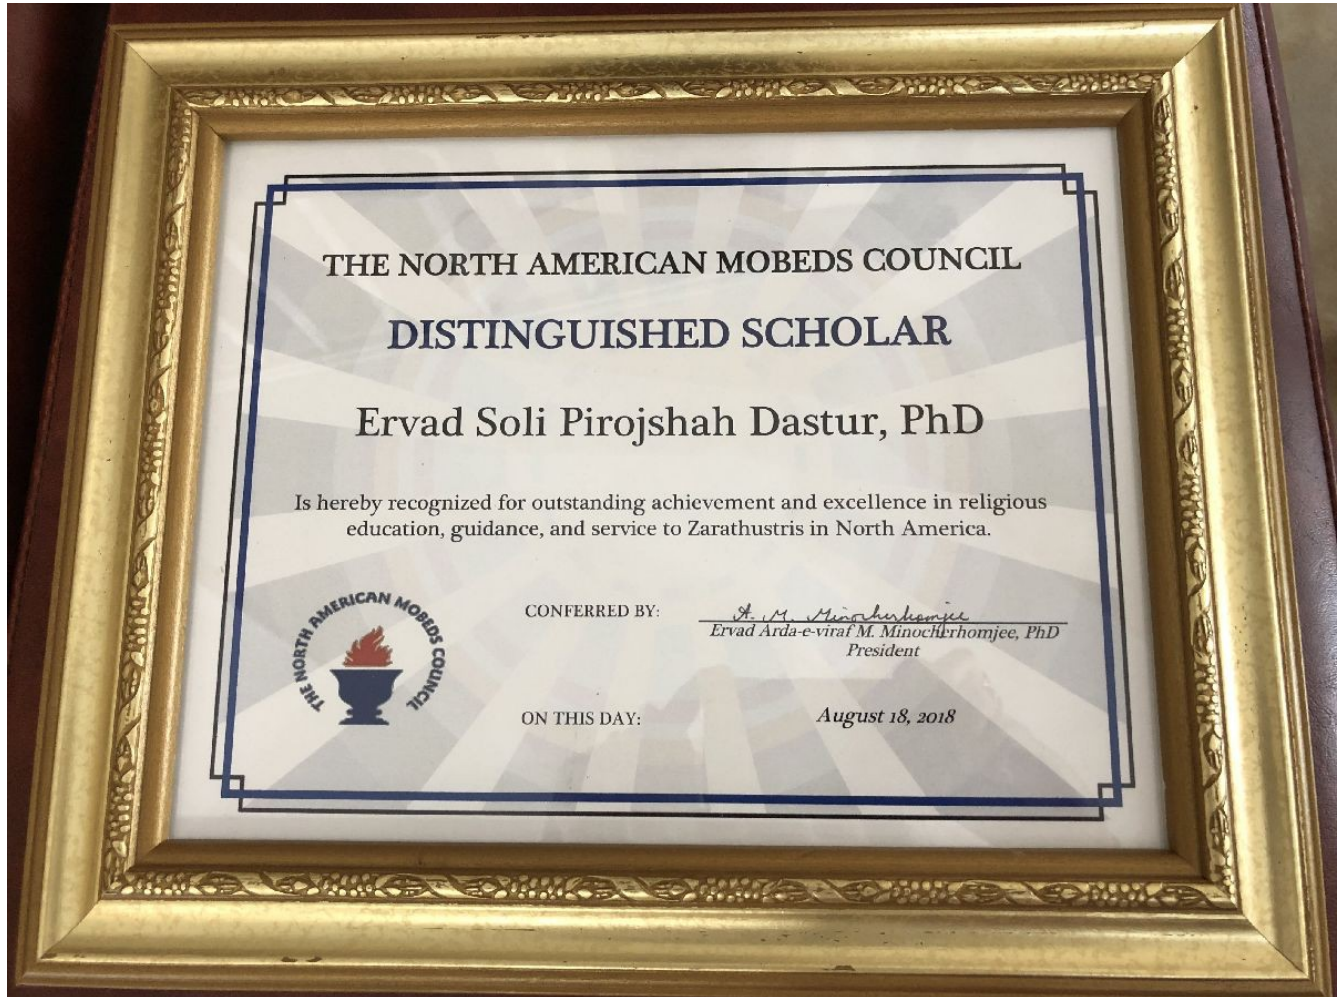 THE NORTH AMERICAN MOBEDS COUNCIL
DISTINGUISHED SCHOLAR
Ervad Soli Pirojshah Dastur, PhD
Is hereby recognized for outstanding achievement and excellence in religious
education, guidance, and service to Zarathustris in North America.
THE NORTH AMERICAN MOBEDS COUNCIL
CONFERRED BY:
A. M. Minocherhomjee
Ervad Arda-e-viraf M. Minocherhomjee, PhD
President
ON THIS DAY:
August 18, 2018